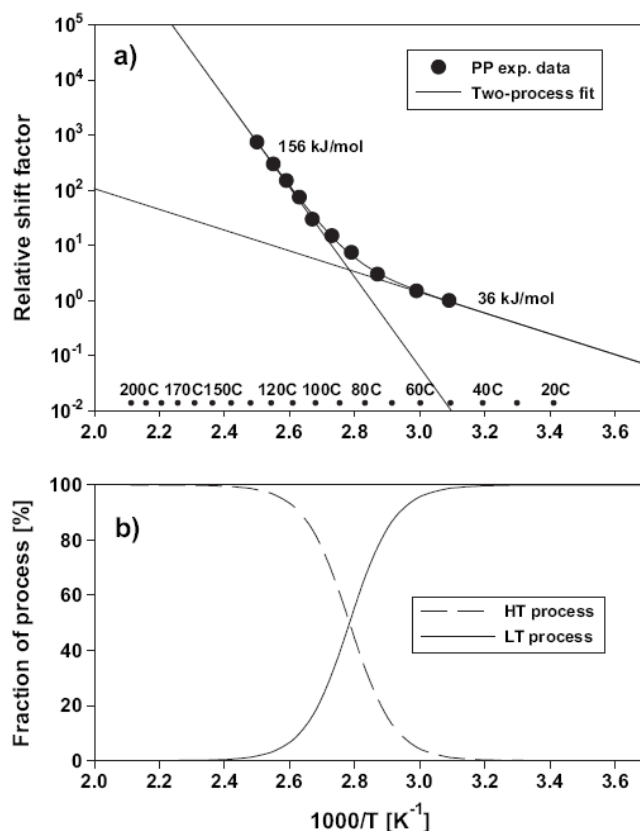 10^5
a)
PP exp. data
Two-process fit
10^4
10^3
156 kJ/mol
10^2
Relative shift factor
10^1
10^0
36 kJ/mol
10^-1
200C 170C 150C 120C 100C 80C 60C 40C 20C
10^-2
2.0 2.2 2.4 2.6 2.8 3.0 3.2 3.4 3.6
100
b)
80
60
Fraction of process [%]
HT process
LT process
40
20
0
2.0 2.2 2.4 2.6 2.8 3.0 3.2 3.4 3.6
1000/T [K^-1]